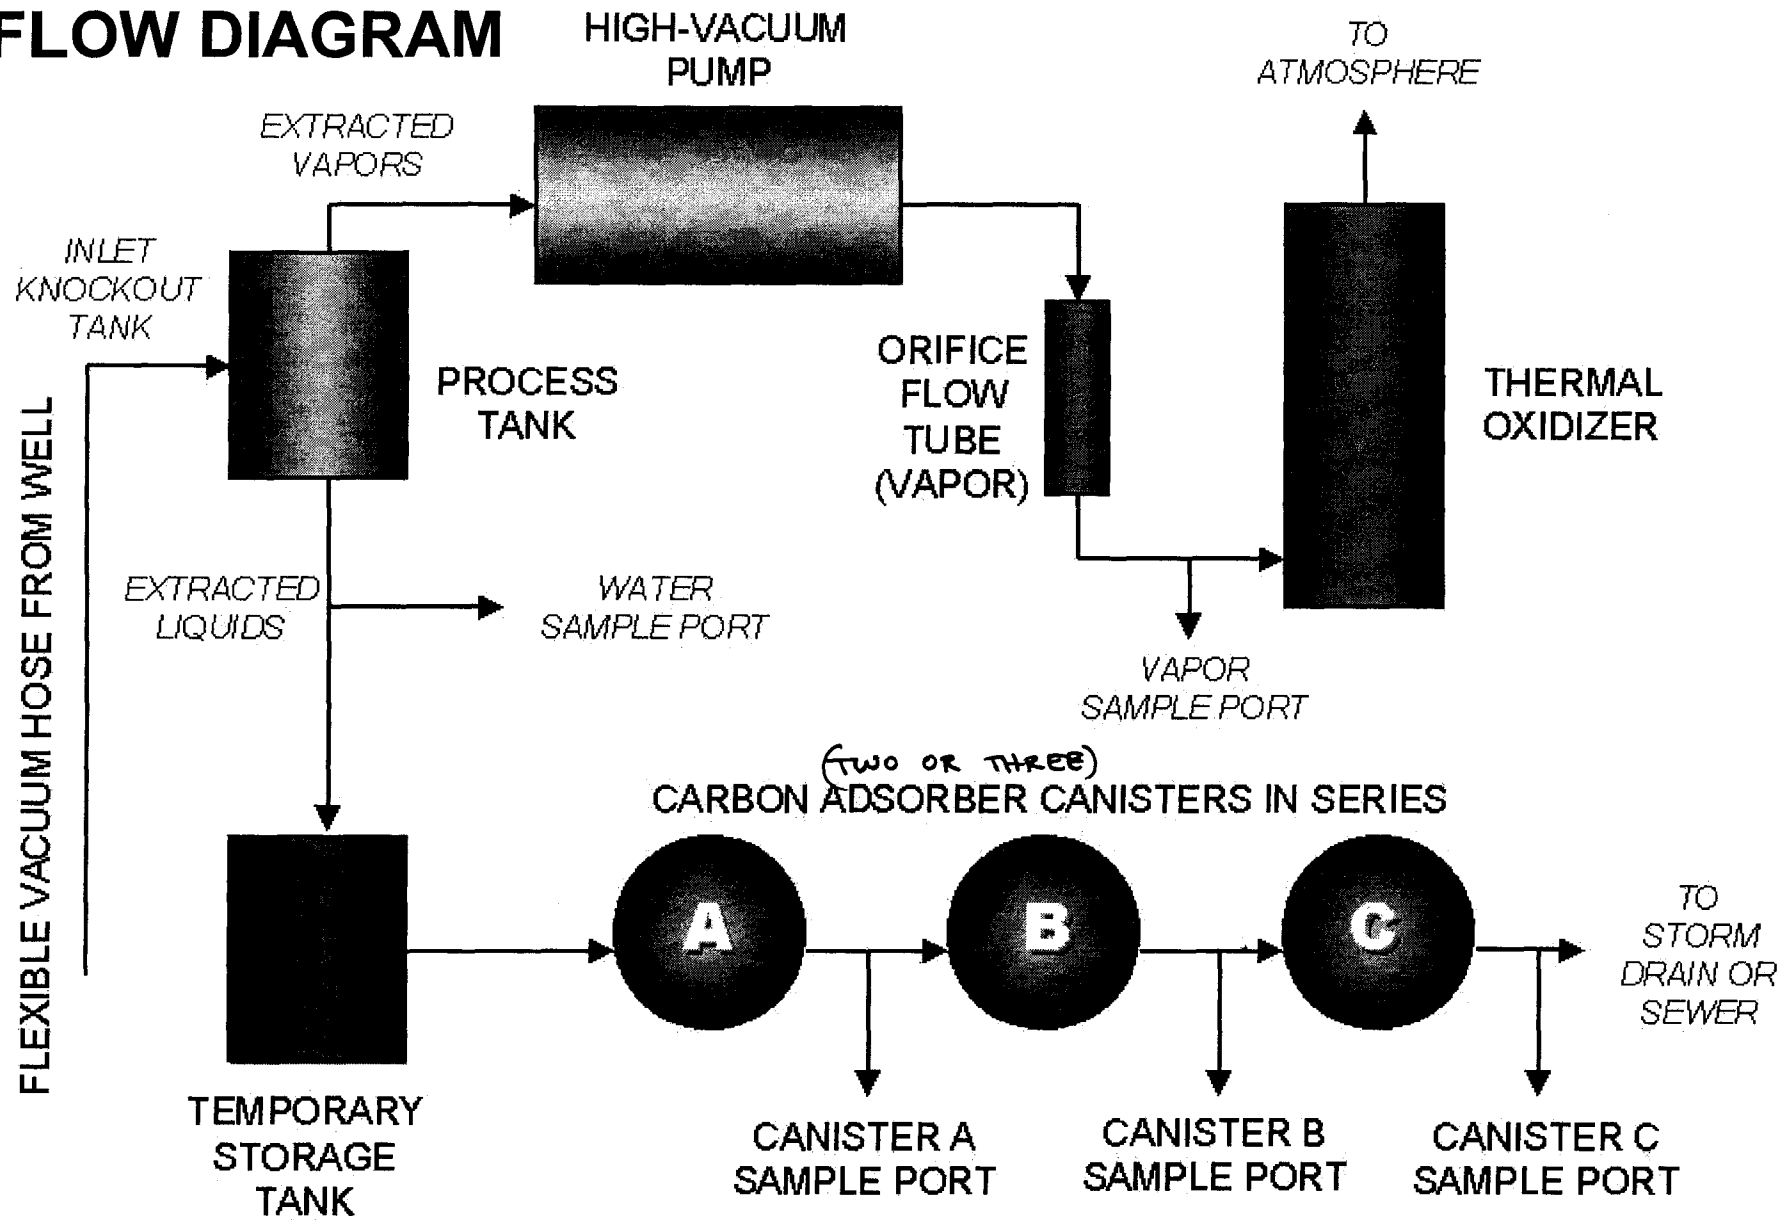 FLOW DIAGRAM
HIGH-VACUUM
PUMP
TO
ATMOSPHERE
EXTRACTED
VAPORS
INLET
KNOCKOUT
TANK
PROCESS
TANK
ORIFICE
FLOW
TUBE
(VAPOR)
THERMAL
OXIDIZER
FLEXIBLE VACUUM HOSE FROM WELL
EXTRACTED
LIQUIDS
WATER
SAMPLE PORT
VAPOR
SAMPLE PORT
(TWO OR THREE)
CARBON ADSORBER CANISTERS IN SERIES
A
B
C
TO
STORM
DRAIN OR
SEWER
TEMPORARY
STORAGE
TANK
CANISTER A
SAMPLE PORT
CANISTER B
SAMPLE PORT
CANISTER C
SAMPLE PORT